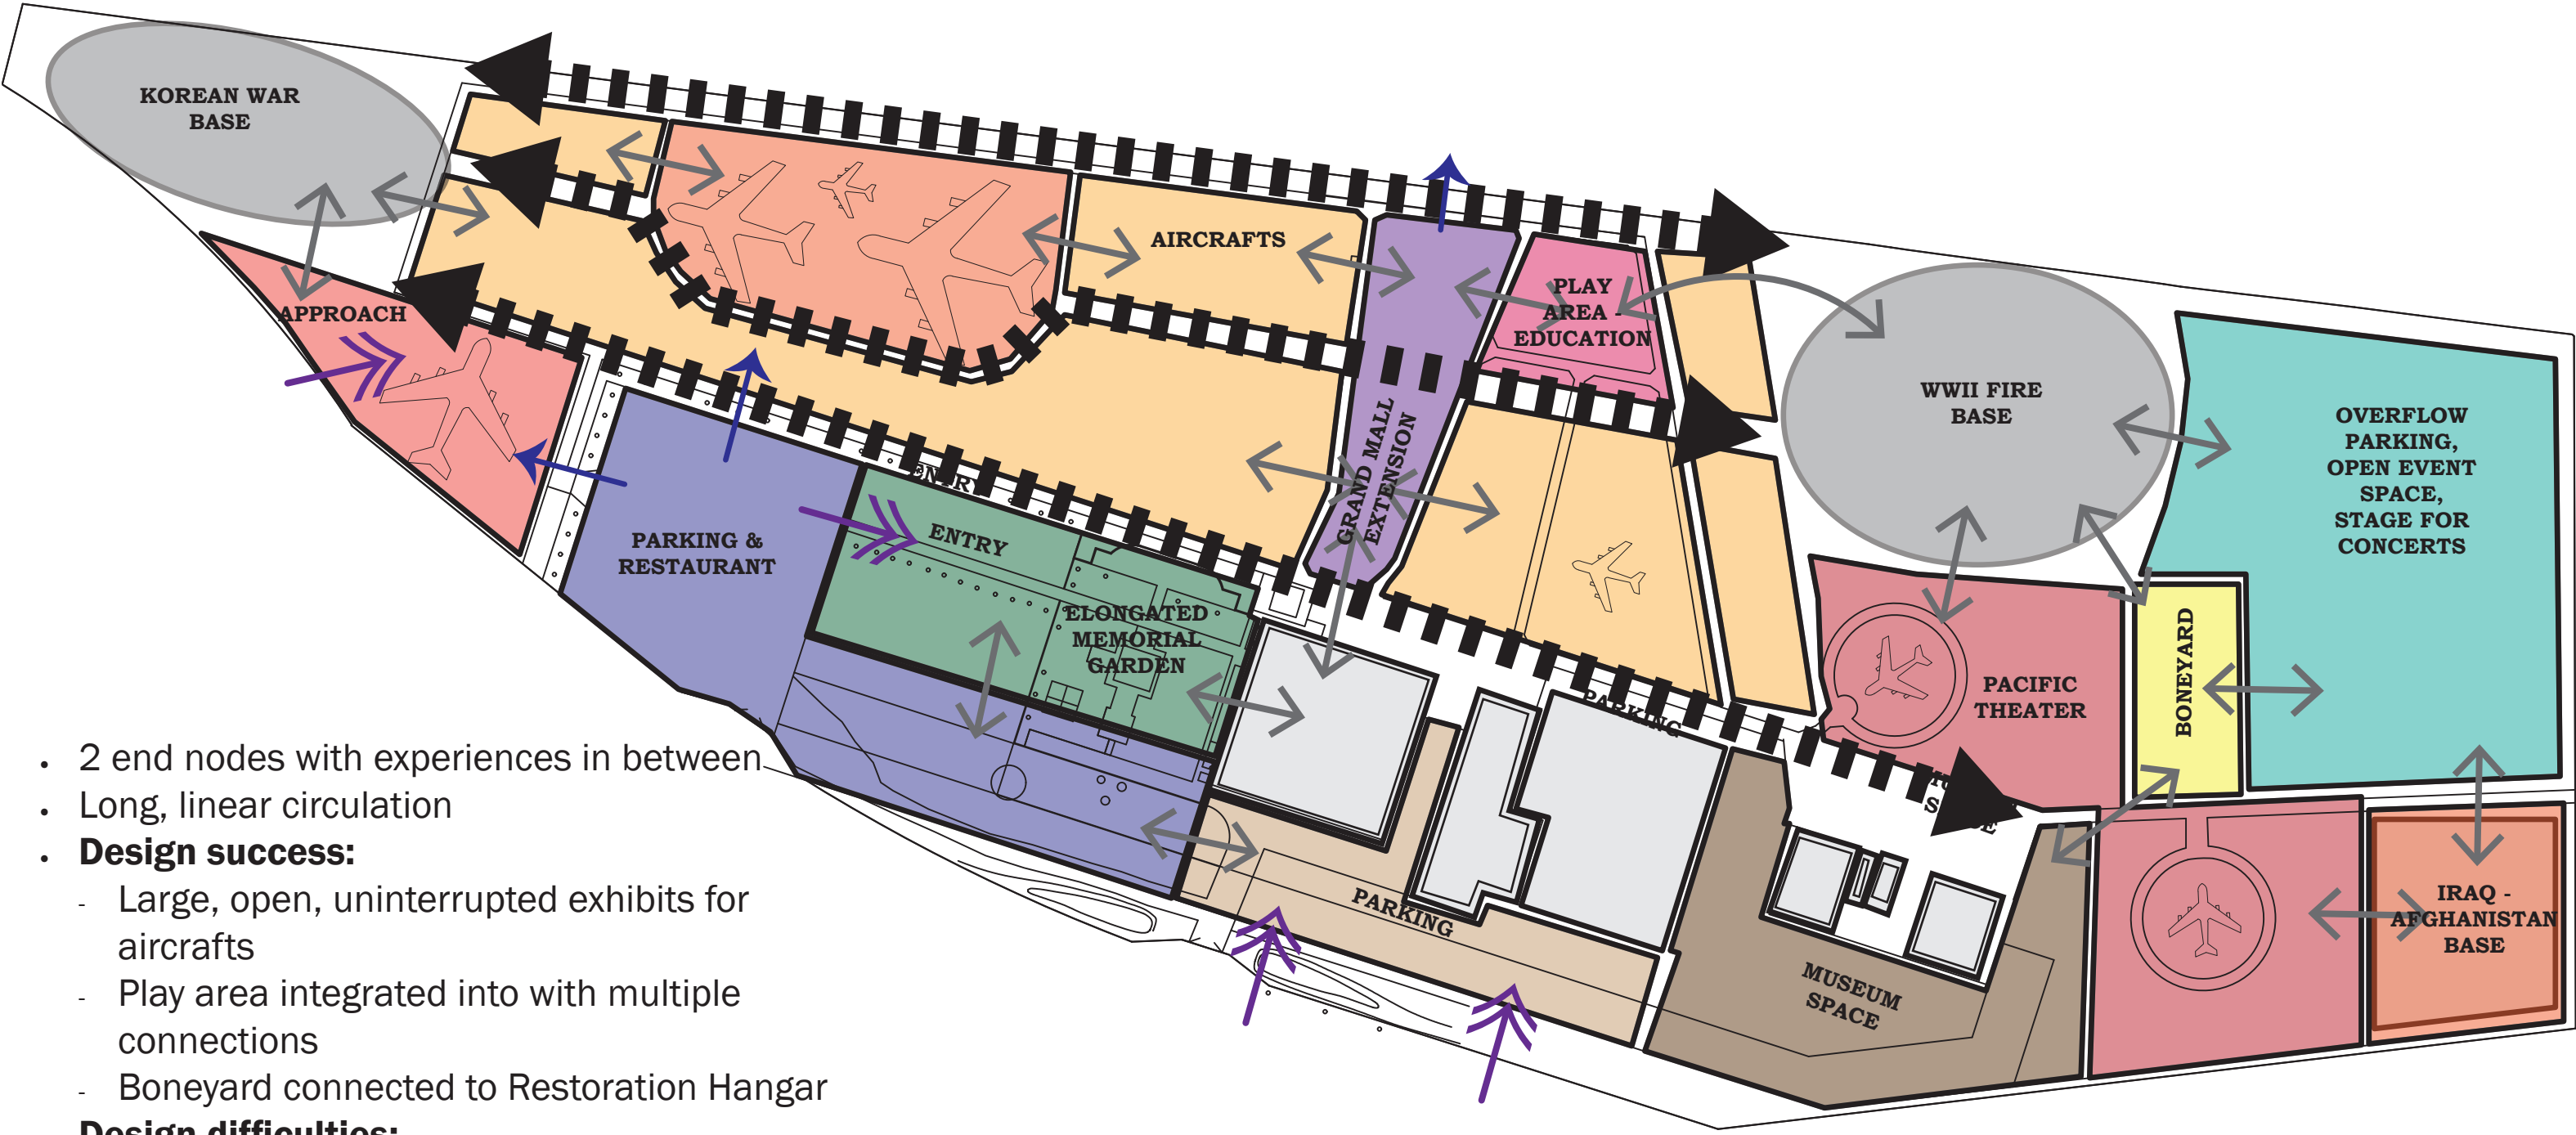 KOREAN WAR
BASE
APPROACH
AIRCRAFTS
PLAY
AREA -
EDUCATION
GRAND MALL
EXTENSION
WWII FIRE
BASE
OVERFLOW
PARKING,
OPEN EVENT
SPACE,
STAGE FOR
CONCERTS
PARKING &
RESTAURANT
ENTRY
ENTRY
ELONGATED
MEMORIAL
GARDEN
PARKING
PACIFIC
THEATER
BONEYARD
PARKING
MUSEUM
SPACE
IRAQ -
AFGHANISTAN
BASE
• 2 end nodes with experiences in between
• Long, linear circulation
• Design success:
- Large, open, uninterrupted exhibits for
aircrafts
- Play area integrated into with multiple
connections
- Boneyard connected to Restoration Hangar
Design difficulties: